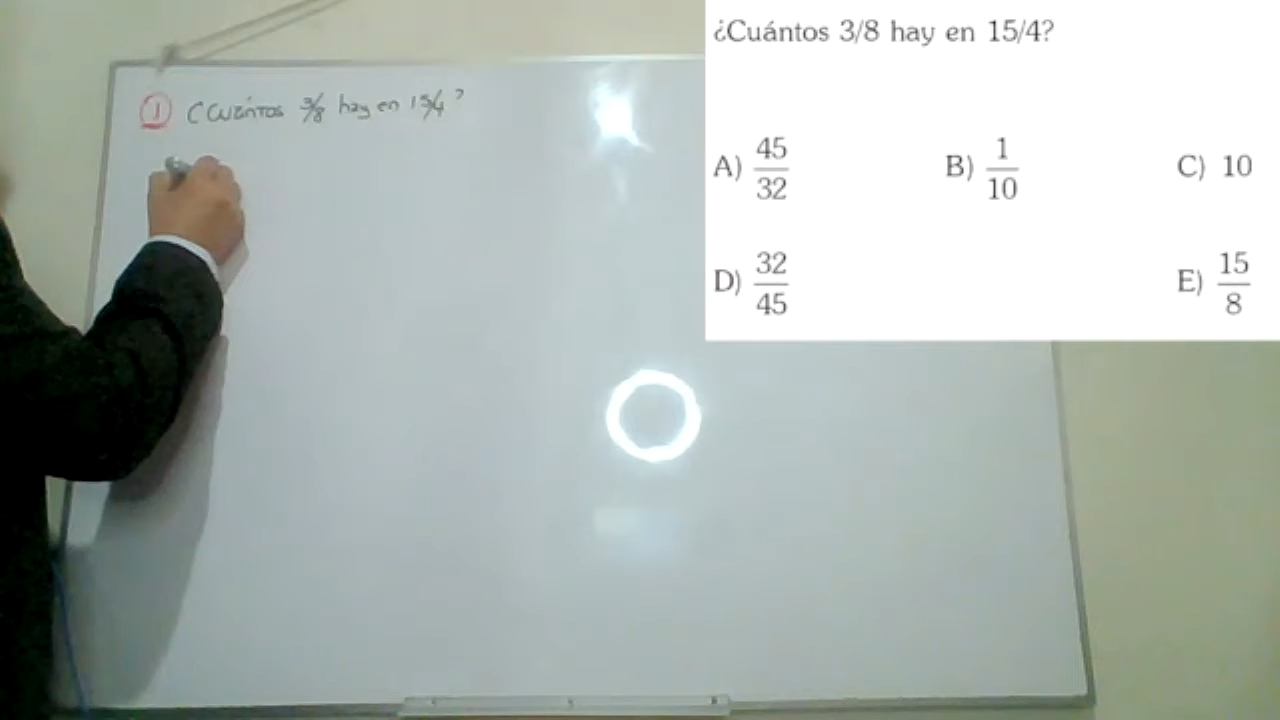 1 ¿Cuántos 3/8 hay en 15/4?
¿Cuántos 3/8 hay en 15/4?
A) 45/32 B) 1/10 C) 10
D) 32/45 E) 15/8